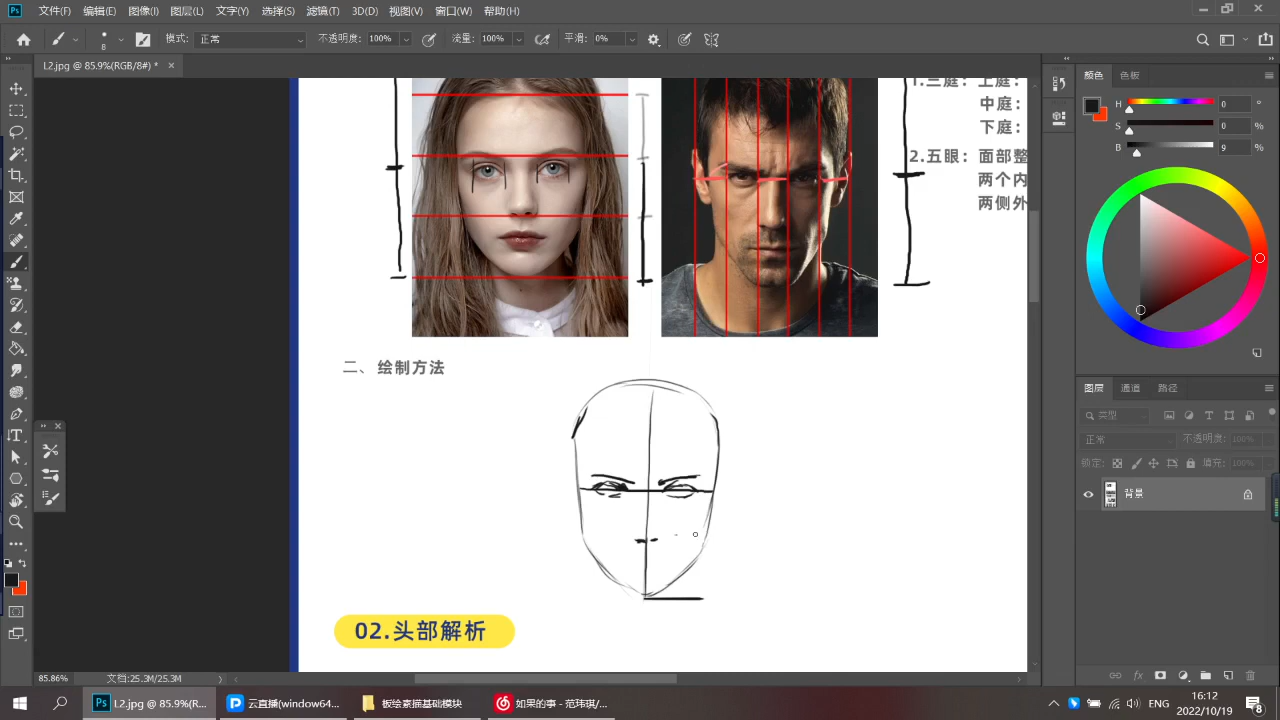 Ps 文件(F) 编辑(E) 图像(I) 图层(L) 文字(Y) 选择(S) 滤镜(T) 3D(D) 视图(V) 窗口(W) 帮助(H)
8 模式: 正常 不透明度: 100% 流量: 100% 平滑: 0%
L2.jpg @ 85.9%(RGB/8#) * ×
颜色 色板
H 0 °
S 0 %
B 9 %
1.三庭: 上庭:
中庭:
下庭:
2.五眼: 面部整
两个内
两侧外
二、绘制方法
02.头部解析
图层 通道 路径
类型
正常 不透明度: 100%
锁定: 填充: 100%
背景
85.86% 文档:25.3M/25.3M
Ps L2.jpg @ 85.9%(R... 云直播(window64... 板绘素描基础模块 如果的事 - 范玮琪/...
16:12
2022/10/19
8